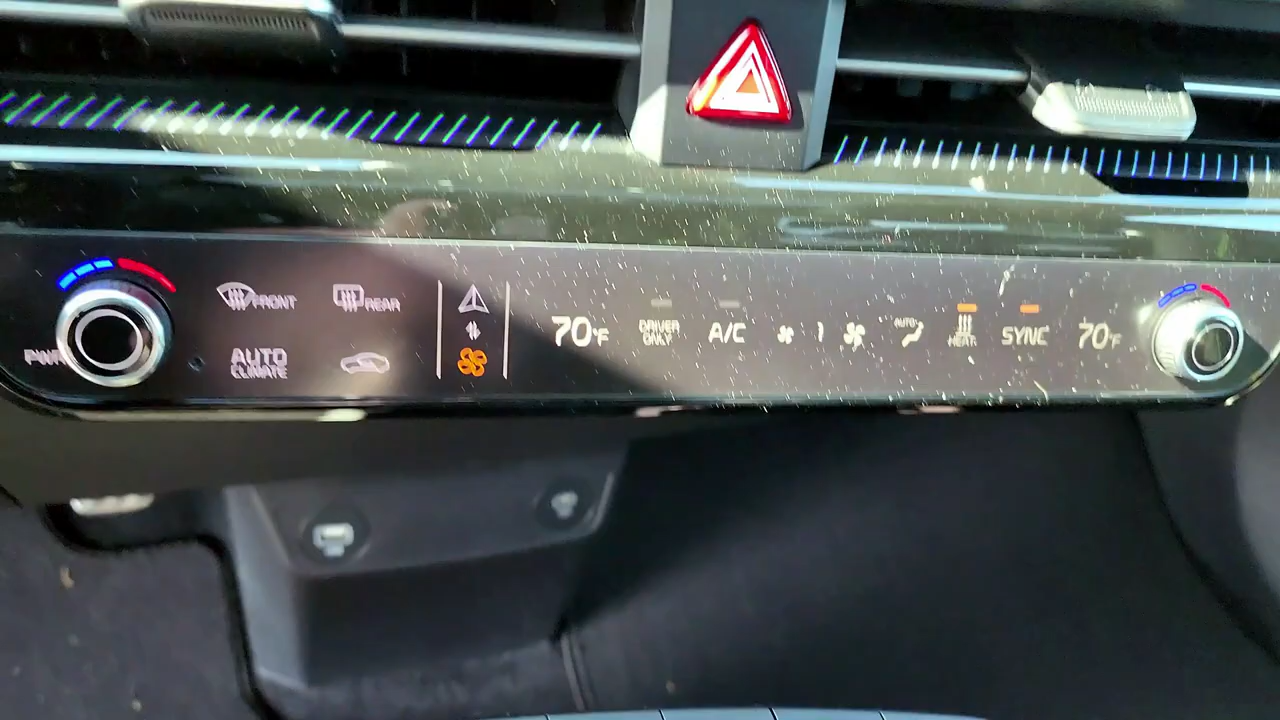 PWR
FRONT
REAR
AUTO
CLIMATE
70°F
DRIVER
ONLY
A/C
1
AUTO
HEAT
SYNC
70°F